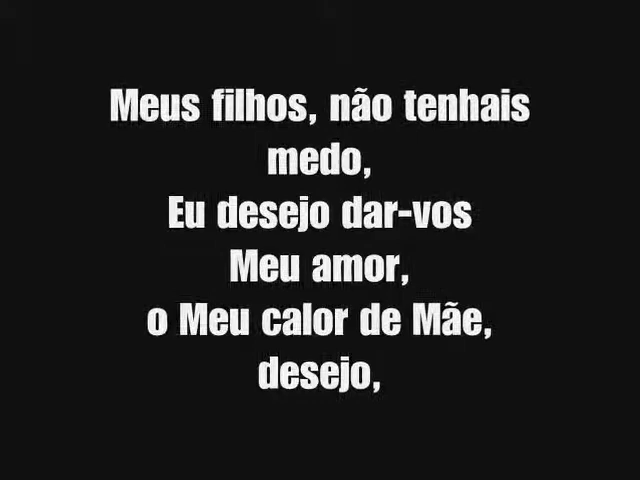 Meus filhos, não tenhais
medo,
Eu desejo dar-vos
Meu amor,
o Meu calor de Mãe,
desejo,